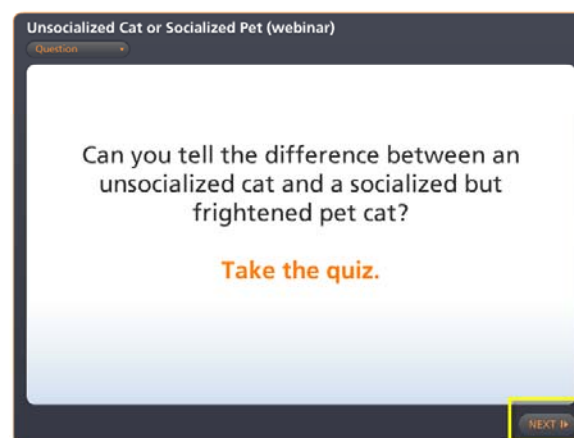 Unsocialized Cat or Socialized Pet (webinar)
Question
Can you tell the difference between an
unsocialized cat and a socialized but
frightened pet cat?
Take the quiz.
NEXT